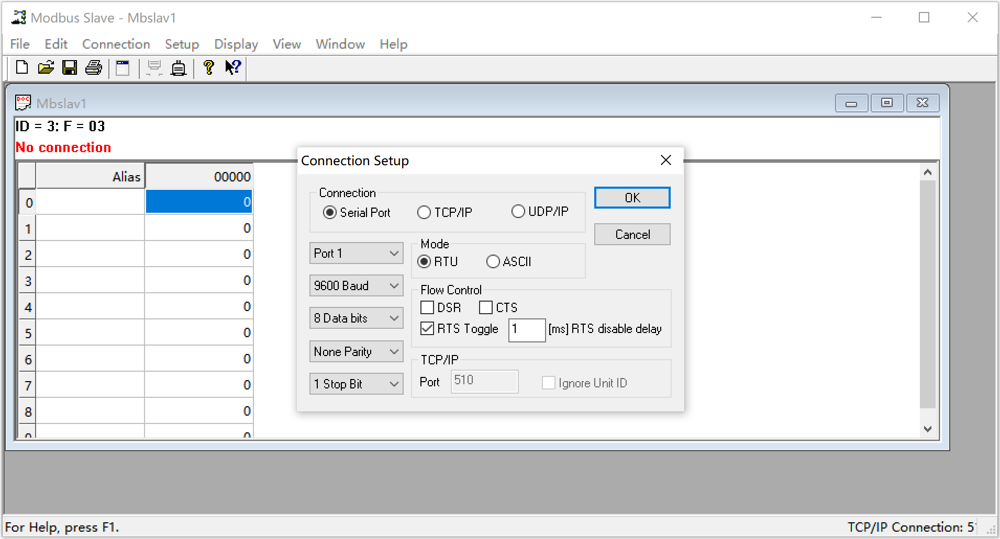 Modbus Slave - Mbslav1
File Edit Connection Setup Display View Window Help
DOC Mbslav1
ID = 3: F = 03
No connection
Alias 00000
0 0
1 0
2 0
3 0
4 0
5 0
6 0
7 0
8 0
9 0
Connection Setup
Connection
Serial Port TCP/IP UDP/IP
OK
Cancel
Port 1
9600 Baud
8 Data bits
None Parity
1 Stop Bit
Mode
RTU ASCII
Flow Control
DSR CTS
RTS Toggle 1 [ms] RTS disable delay
TCP/IP
Port 510 Ignore Unit ID
For Help, press F1.
TCP/IP Connection: 5